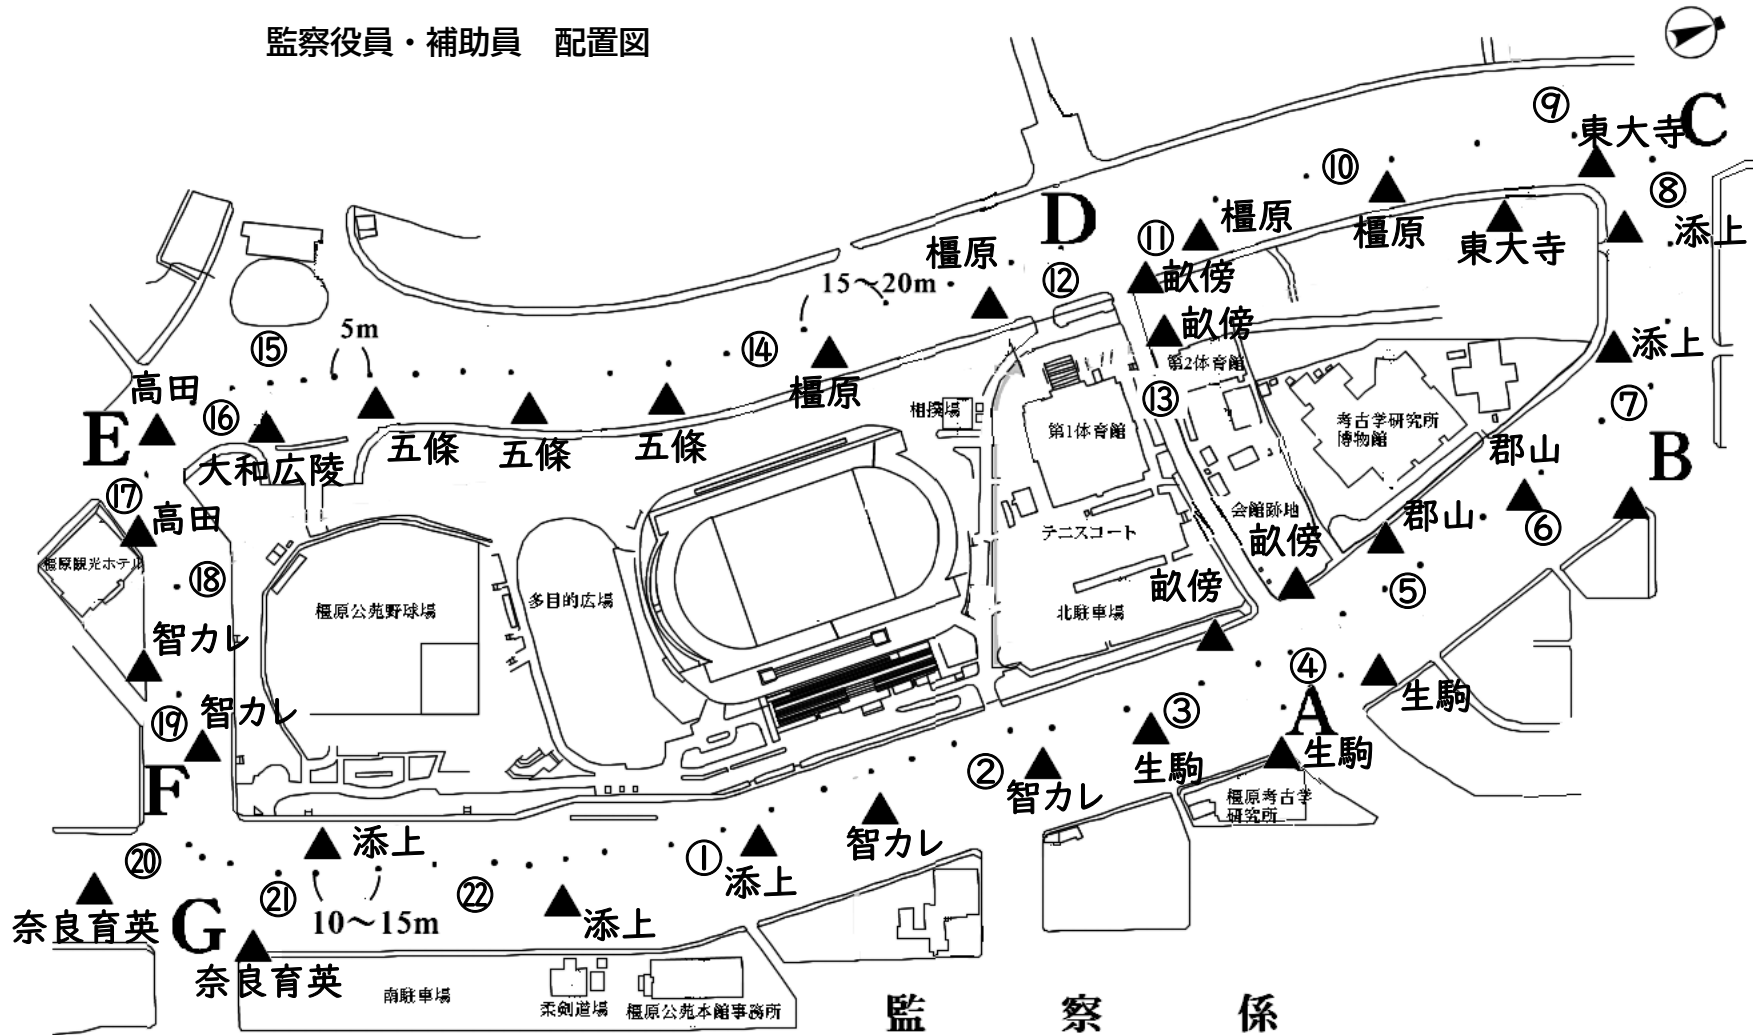 監察役員・補助員　配置図
⑨
東大寺
C
⑩
⑧
橿原
添上
D
橿原
⑪
橿原
東大寺
畝傍
⑫
15～20m
畝傍
添上
5m
⑮
⑭
第2体育館
高田
橿原
⑬
⑦
⑯
相撲場
考古学研究所
博物館
E
第1体育館
五條
五條
五條
郡山
B
大和広陵
⑰
高田
会館跡地
郡山
⑥
テニスコート
畝傍
橿原観光ホテル
⑱
畝傍
⑤
橿原公苑野球場
多目的広場
北駐車場
智カレ
④
生駒
⑲
智カレ
③
A
生駒
②
生駒
F
智カレ
橿原考古学
研究所
添上
智カレ
⑳
①
添上
㉑
㉒
奈良育英
G
10～15m
添上
奈良育英
南駐車場
柔剣道場
橿原公苑本館事務所
監　察　係